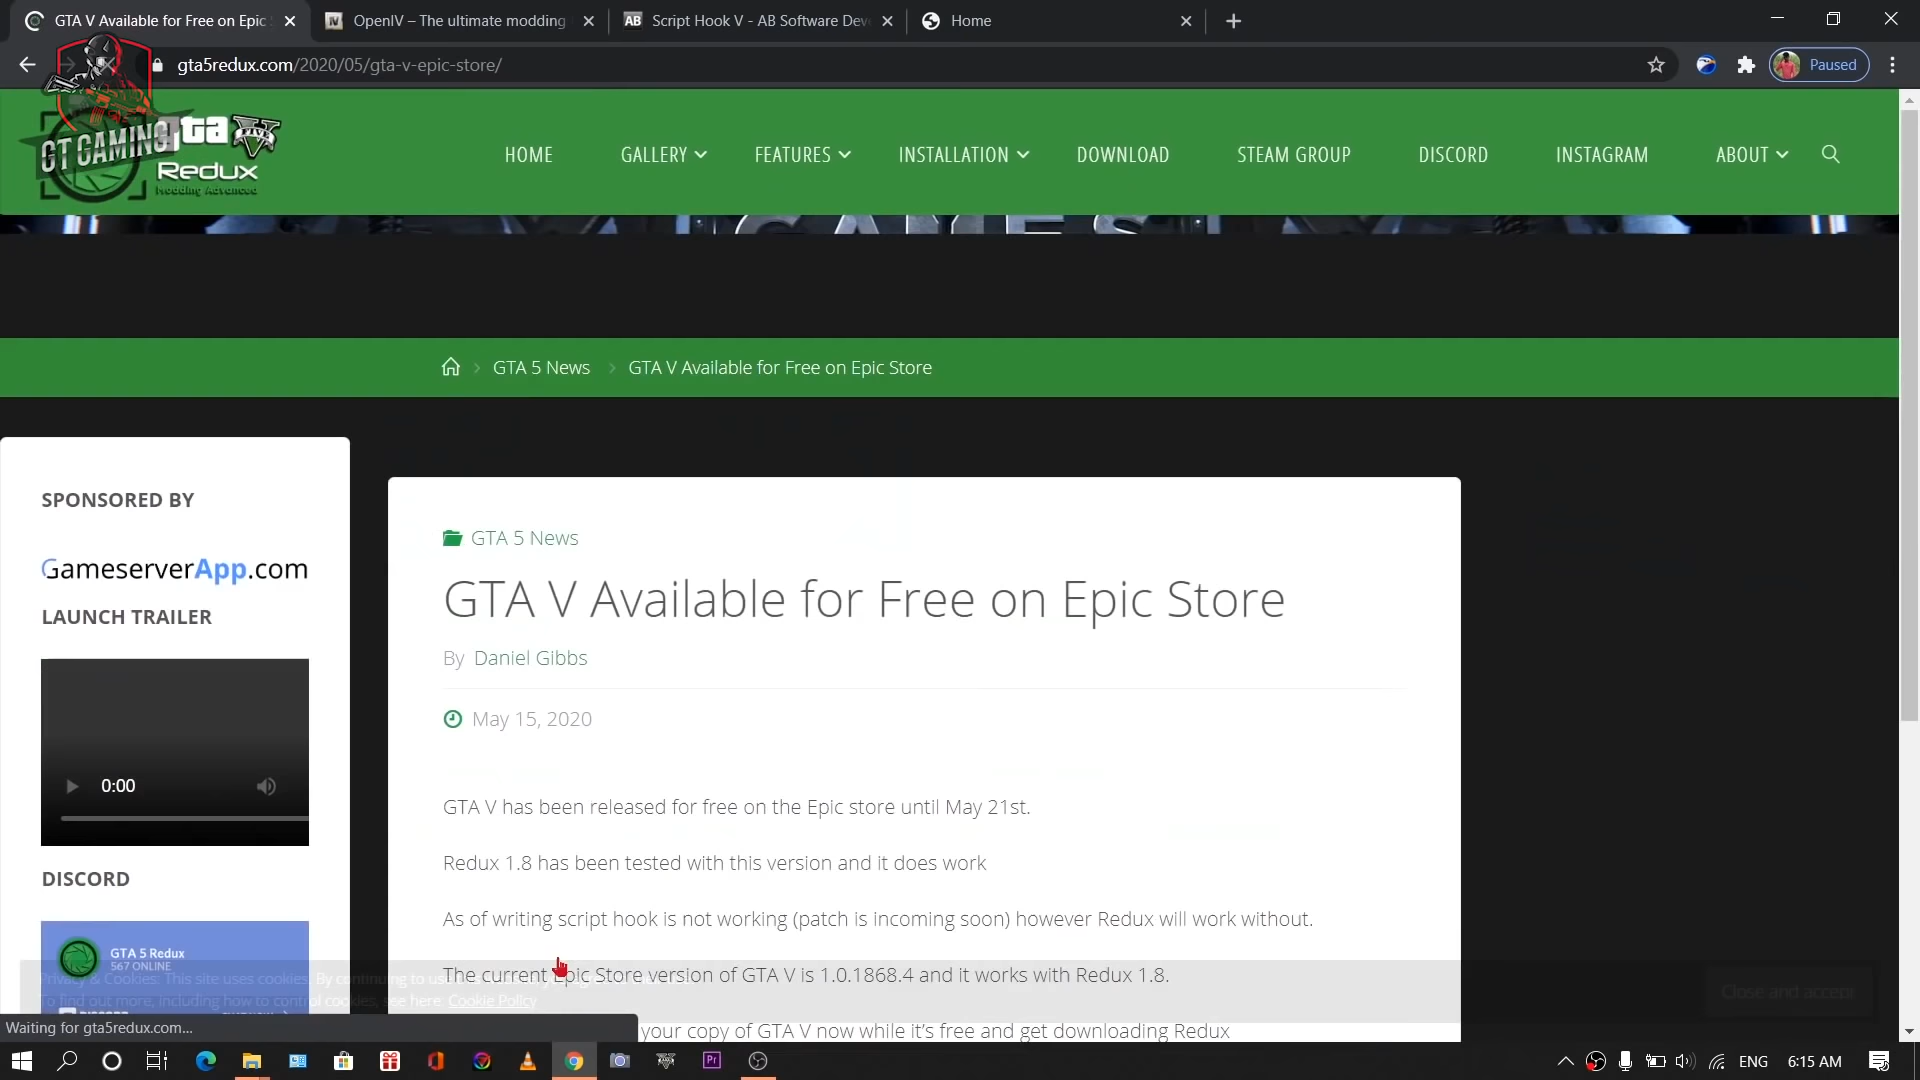 GTA V Available for Free on Epic
OpenIV – The ultimate modding
AB Script Hook V - AB Software Dev
Home
gta5redux.com/2020/05/gta-v-epic-store/
Paused
GT GAMING
gta V FIVE
Redux
Modding Advanced
HOME
GALLERY
FEATURES
INSTALLATION
DOWNLOAD
STEAM GROUP
DISCORD
INSTAGRAM
ABOUT
GAMES
GTA 5 News
GTA V Available for Free on Epic Store
SPONSORED BY
GameserverApp.com
LAUNCH TRAILER
0:00
DISCORD
GTA 5 Redux
567 ONLINE
GTA 5 News
GTA V Available for Free on Epic Store
By Daniel Gibbs
May 15, 2020
GTA V has been released for free on the Epic store until May 21st.
Redux 1.8 has been tested with this version and it does work
As of writing script hook is not working (patch is incoming soon) however Redux will work without.
The current Epic Store version of GTA V is 1.0.1868.4 and it works with Redux 1.8.
your copy of GTA V now while it's free and get downloading Redux
Privacy & Cookies: This site uses cookies. By continuing to use
To find out more, including how to control cookies, see here: Cookie Policy
Close and accept
Waiting for gta5redux.com...
Pr
ENG
6:15 AM